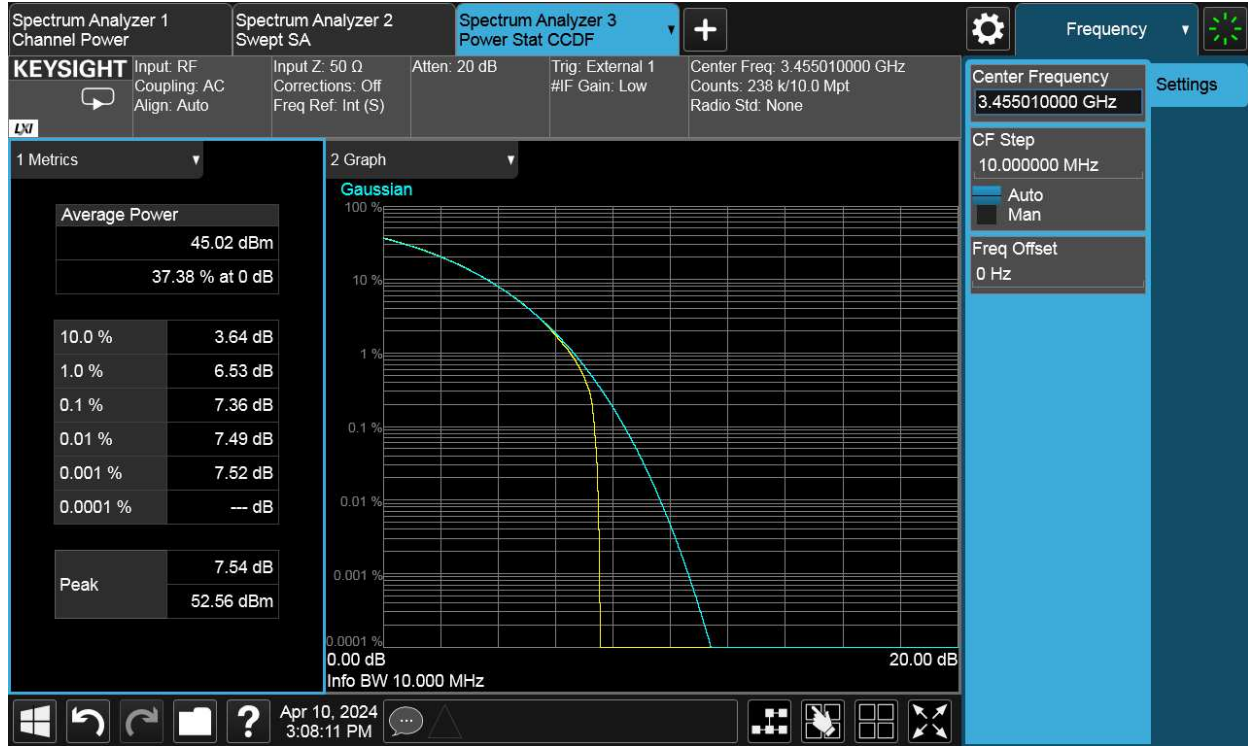 Spectrum Analyzer 1
Channel Power
Spectrum Analyzer 2
Swept SA
Spectrum Analyzer 3
Power Stat CCDF
+
Frequency
KEYSIGHT
LXI
Input: RF
Coupling: AC
Align: Auto
Input Z: 50 Ω
Corrections: Off
Freq Ref: Int (S)
Atten: 20 dB
Trig: External 1
#IF Gain: Low
Center Freq: 3.455010000 GHz
Counts: 238 k/10.0 Mpt
Radio Std: None
Center Frequency
3.455010000 GHz
Settings
CF Step
10.000000 MHz
Auto
Man
Freq Offset
0 Hz
1 Metrics
Average Power
45.02 dBm
37.38 % at 0 dB
10.0 % 3.64 dB
1.0 % 6.53 dB
0.1 % 7.36 dB
0.01 % 7.49 dB
0.001 % 7.52 dB
0.0001 % --- dB
Peak
7.54 dB
52.56 dBm
2 Graph
Gaussian
100 %
10 %
1 %
0.1 %
0.01 %
0.001 %
0.0001 %
0.00 dB 20.00 dB
Info BW 10.000 MHz
?
Apr 10, 2024
3:08:11 PM